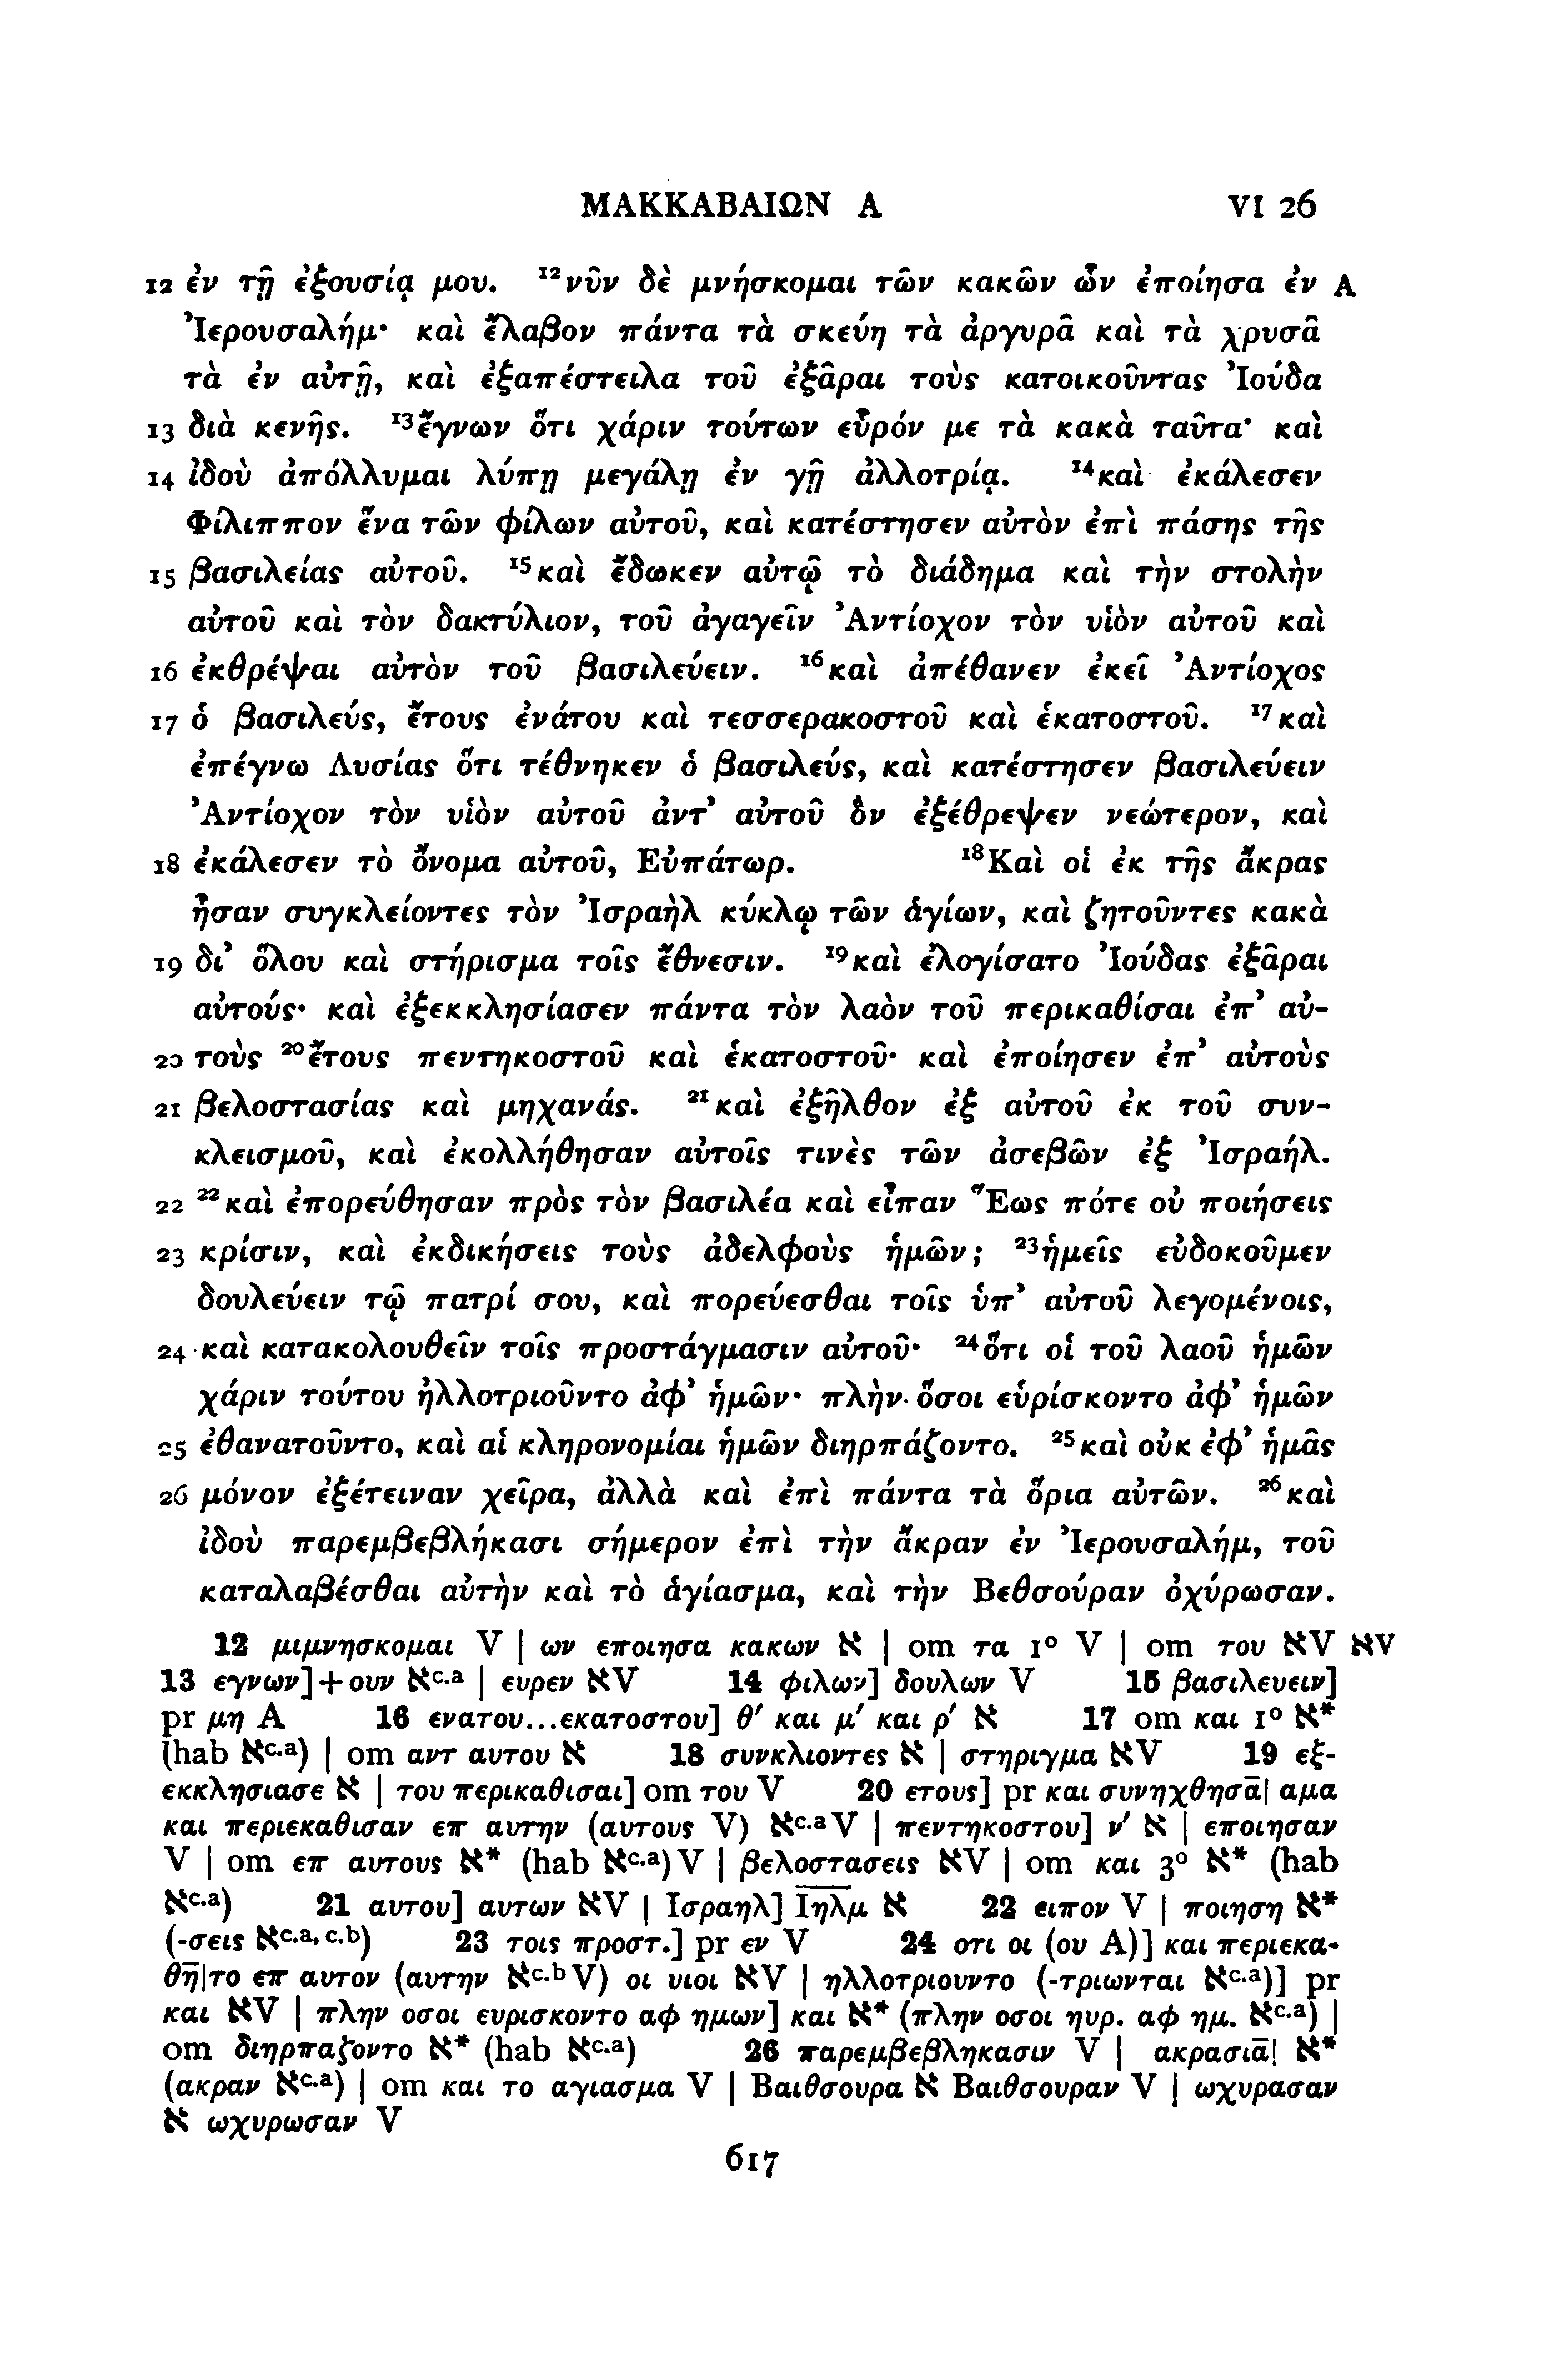 ΜΑΚΚΑΒΑΙΩΝ Α VI 26
12 ἐν τῇ ἐξουσίᾳ μου. ¹²νῦν δὲ μνήσκομαι τῶν κακῶν ὧν ἐποίησα ἐν A
Ἰερουσαλήμ· καὶ ἔλαβον πάντα τὰ σκεύη τὰ ἀργυρᾶ καὶ τὰ χρυσᾶ
τὰ ἐν αὐτῇ, καὶ ἐξαπέστειλα τοῦ ἐξᾶραι τοὺς κατοικοῦντας Ἰούδα
13 διὰ κενῆς. ¹³ἔγνων ὅτι χάριν τούτων εὗρόν με τὰ κακὰ ταῦτα· καὶ
14 ἰδοὺ ἀπόλλυμαι λύπῃ μεγάλῃ ἐν γῇ ἀλλοτρίᾳ. ¹⁴καὶ ἐκάλεσεν
Φίλιππον ἕνα τῶν φίλων αὐτοῦ, καὶ κατέστησεν αὐτὸν ἐπὶ πάσης τῆς
15 βασιλείας αὐτοῦ. ¹⁵καὶ ἔδωκεν αὐτῷ τὸ διάδημα καὶ τὴν στολὴν
αὐτοῦ καὶ τὸν δακτύλιον, τοῦ ἀγαγεῖν Ἀντίοχον τὸν υἱὸν αὐτοῦ καὶ
16 ἐκθρέψαι αὐτὸν τοῦ βασιλεύειν. ¹⁶καὶ ἀπέθανεν ἐκεῖ Ἀντίοχος
17 ὁ βασιλεύς, ἔτους ἐνάτου καὶ τεσσερακοστοῦ καὶ ἑκατοστοῦ. ¹⁷καὶ
ἐπέγνω Λυσίας ὅτι τέθνηκεν ὁ βασιλεύς, καὶ κατέστησεν βασιλεύειν
Ἀντίοχον τὸν υἱὸν αὐτοῦ ἀντ’ αὐτοῦ ὃν ἐξέθρεψεν νεώτερον, καὶ
18 ἐκάλεσεν τὸ ὄνομα αὐτοῦ, Εὐπάτωρ. ¹⁸Καὶ οἱ ἐκ τῆς ἄκρας
ἦσαν συγκλείοντες τὸν Ἰσραὴλ κύκλῳ τῶν ἁγίων, καὶ ζητοῦντες κακὰ
19 δι’ ὅλου καὶ στήρισμα τοῖς ἔθνεσιν. ¹⁹καὶ ἐλογίσατο Ἰούδας ἐξᾶραι
αὐτούς· καὶ ἐξεκκλησίασεν πάντα τὸν λαὸν τοῦ περικαθίσαι ἐπ’ αὐ-
20 τοὺς ²⁰ἔτους πεντηκοστοῦ καὶ ἑκατοστοῦ· καὶ ἐποίησεν ἐπ’ αὐτοὺς
21 βελοστασίας καὶ μηχανάς. ²¹καὶ ἐξῆλθον ἐξ αὐτοῦ ἐκ τοῦ συν-
κλεισμοῦ, καὶ ἐκολλήθησαν αὐτοῖς τινὲς τῶν ἀσεβῶν ἐξ Ἰσραήλ.
22 ²²καὶ ἐπορεύθησαν πρὸς τὸν βασιλέα καὶ εἶπαν Ἕως πότε οὐ ποιήσεις
23 κρίσιν, καὶ ἐκδικήσεις τοὺς ἀδελφοὺς ἡμῶν; ²³ἡμεῖς εὐδοκοῦμεν
δουλεύειν τῷ πατρί σου, καὶ πορεύεσθαι τοῖς ὑπ’ αὐτοῦ λεγομένοις,
24 καὶ κατακολουθεῖν τοῖς προστάγμασιν αὐτοῦ· ²⁴ὅτι οἱ τοῦ λαοῦ ἡμῶν
χάριν τούτου ἠλλοτριοῦντο ἀφ’ ἡμῶν· πλὴν ὅσοι εὑρίσκοντο ἀφ’ ἡμῶν
25 ἐθανατοῦντο, καὶ αἱ κληρονομίαι ἡμῶν διηρπάζοντο. ²⁵καὶ οὐκ ἐφ’ ἡμᾶς
26 μόνον ἐξέτειναν χεῖρα, ἀλλὰ καὶ ἐπὶ πάντα τὰ ὅρια αὐτῶν. ²⁶καὶ
ἰδοὺ παρεμβεβλήκασι σήμερον ἐπὶ τὴν ἄκραν ἐν Ἰερουσαλήμ, τοῦ
καταλαβέσθαι αὐτὴν καὶ τὸ ἁγίασμα, καὶ τὴν Βεθσούραν ὀχύρωσαν.
12 μιμνησκομαι V | ων εποιησα κακων א | om τα 1° V | om του אV אV
13 εγνων]+ουν א^c.a | ευρεν אV 14 φιλων] δουλων V 15 βασιλευειν]
pr μη A 16 ενατου...εκατοστου] θ′ και μ′ και ρ′ א 17 om και 1° א*
(hab א^c.a) | om αντ αυτου א 18 συνκλιοντες א | στηριγμα אV 19 εξ-
εκκλησιασε א | του περικαθισαι] om του V 20 ετους] pr και συνηχθησα̅| αμα
και περιεκαθισαν επ αυτην (αυτους V) א^c.a V | πεντηκοστου] ν′ א | εποιησαν
V | om επ αυτους א* (hab א^c.a) V | βελοστασεις אV | om και 3° א* (hab
א^c.a) 21 αυτου] αυτων אV | Ισραηλ] Ι̅η̅λ̅μ̅ א 22 ειπον V | ποιηση א*
(-σεις א^c.a, c.b) 23 τοις προστ.] pr εν V 24 οτι οι (ου A)] και περιεκα-
θη̅|το επ αυτον (αυτην א^c.b V) οι υιοι אV | ηλλοτριουντο (-τριωνται א^c.a)] pr
και אV | πλην οσοι ευρισκοντο αφ ημων] και א* (πλην οσοι ηυρ. αφ ημ. א^c.a) |
om διηρπαζοντο א* (hab א^c.a) 26 παρεμβεβληκασιν V | ακρασια̅| א*
(ακραν א^c.a) | om και το αγιασμα V | Βαιθσουρα א Βαιθσουραν V | ωχυρασαν
א ωχυρωσαν V
617